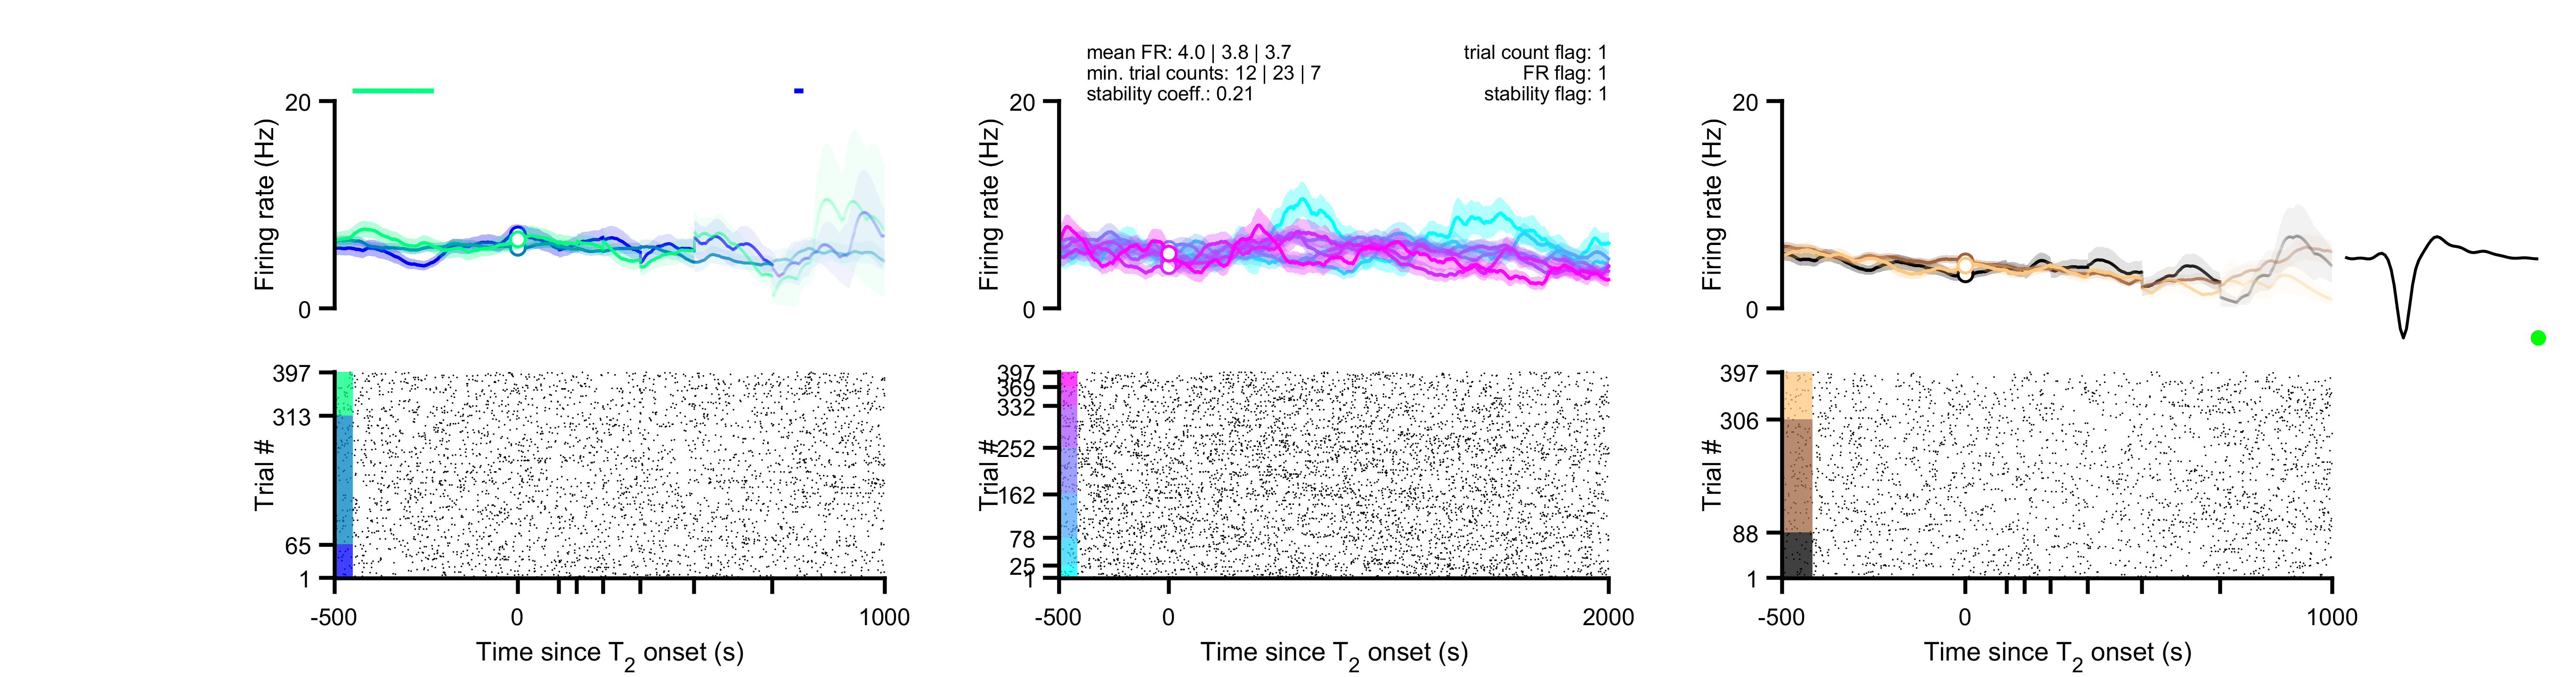 mean FR: 4.0 | 3.8 | 3.7
min. trial counts: 12 | 23 | 7
stability coeff.: 0.21
trial count flag: 1
FR flag: 1
stability flag: 1
20
0
Firing rate (Hz)
20
0
Firing rate (Hz)
20
0
Firing rate (Hz)
397
313
65
1
Trial #
-500
0
1000
Time since T2 onset (s)
397
369
332
252
162
78
25
1
Trial #
-500
0
2000
Time since T2 onset (s)
397
306
88
1
Trial #
-500
0
1000
Time since T2 onset (s)